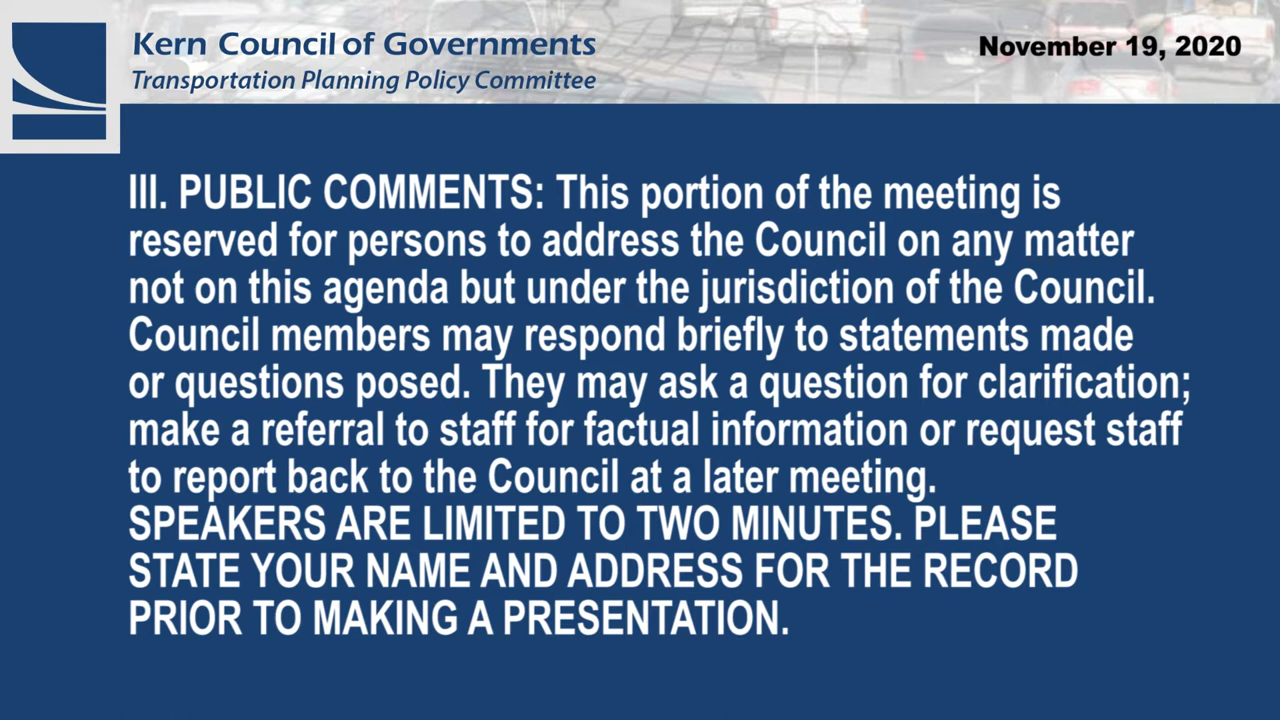 Kern Council of Governments
Transportation Planning Policy Committee
November 19, 2020
III. PUBLIC COMMENTS: This portion of the meeting is
reserved for persons to address the Council on any matter
not on this agenda but under the jurisdiction of the Council.
Council members may respond briefly to statements made
or questions posed. They may ask a question for clarification;
make a referral to staff for factual information or request staff
to report back to the Council at a later meeting.
SPEAKERS ARE LIMITED TO TWO MINUTES. PLEASE
STATE YOUR NAME AND ADDRESS FOR THE RECORD
PRIOR TO MAKING A PRESENTATION.